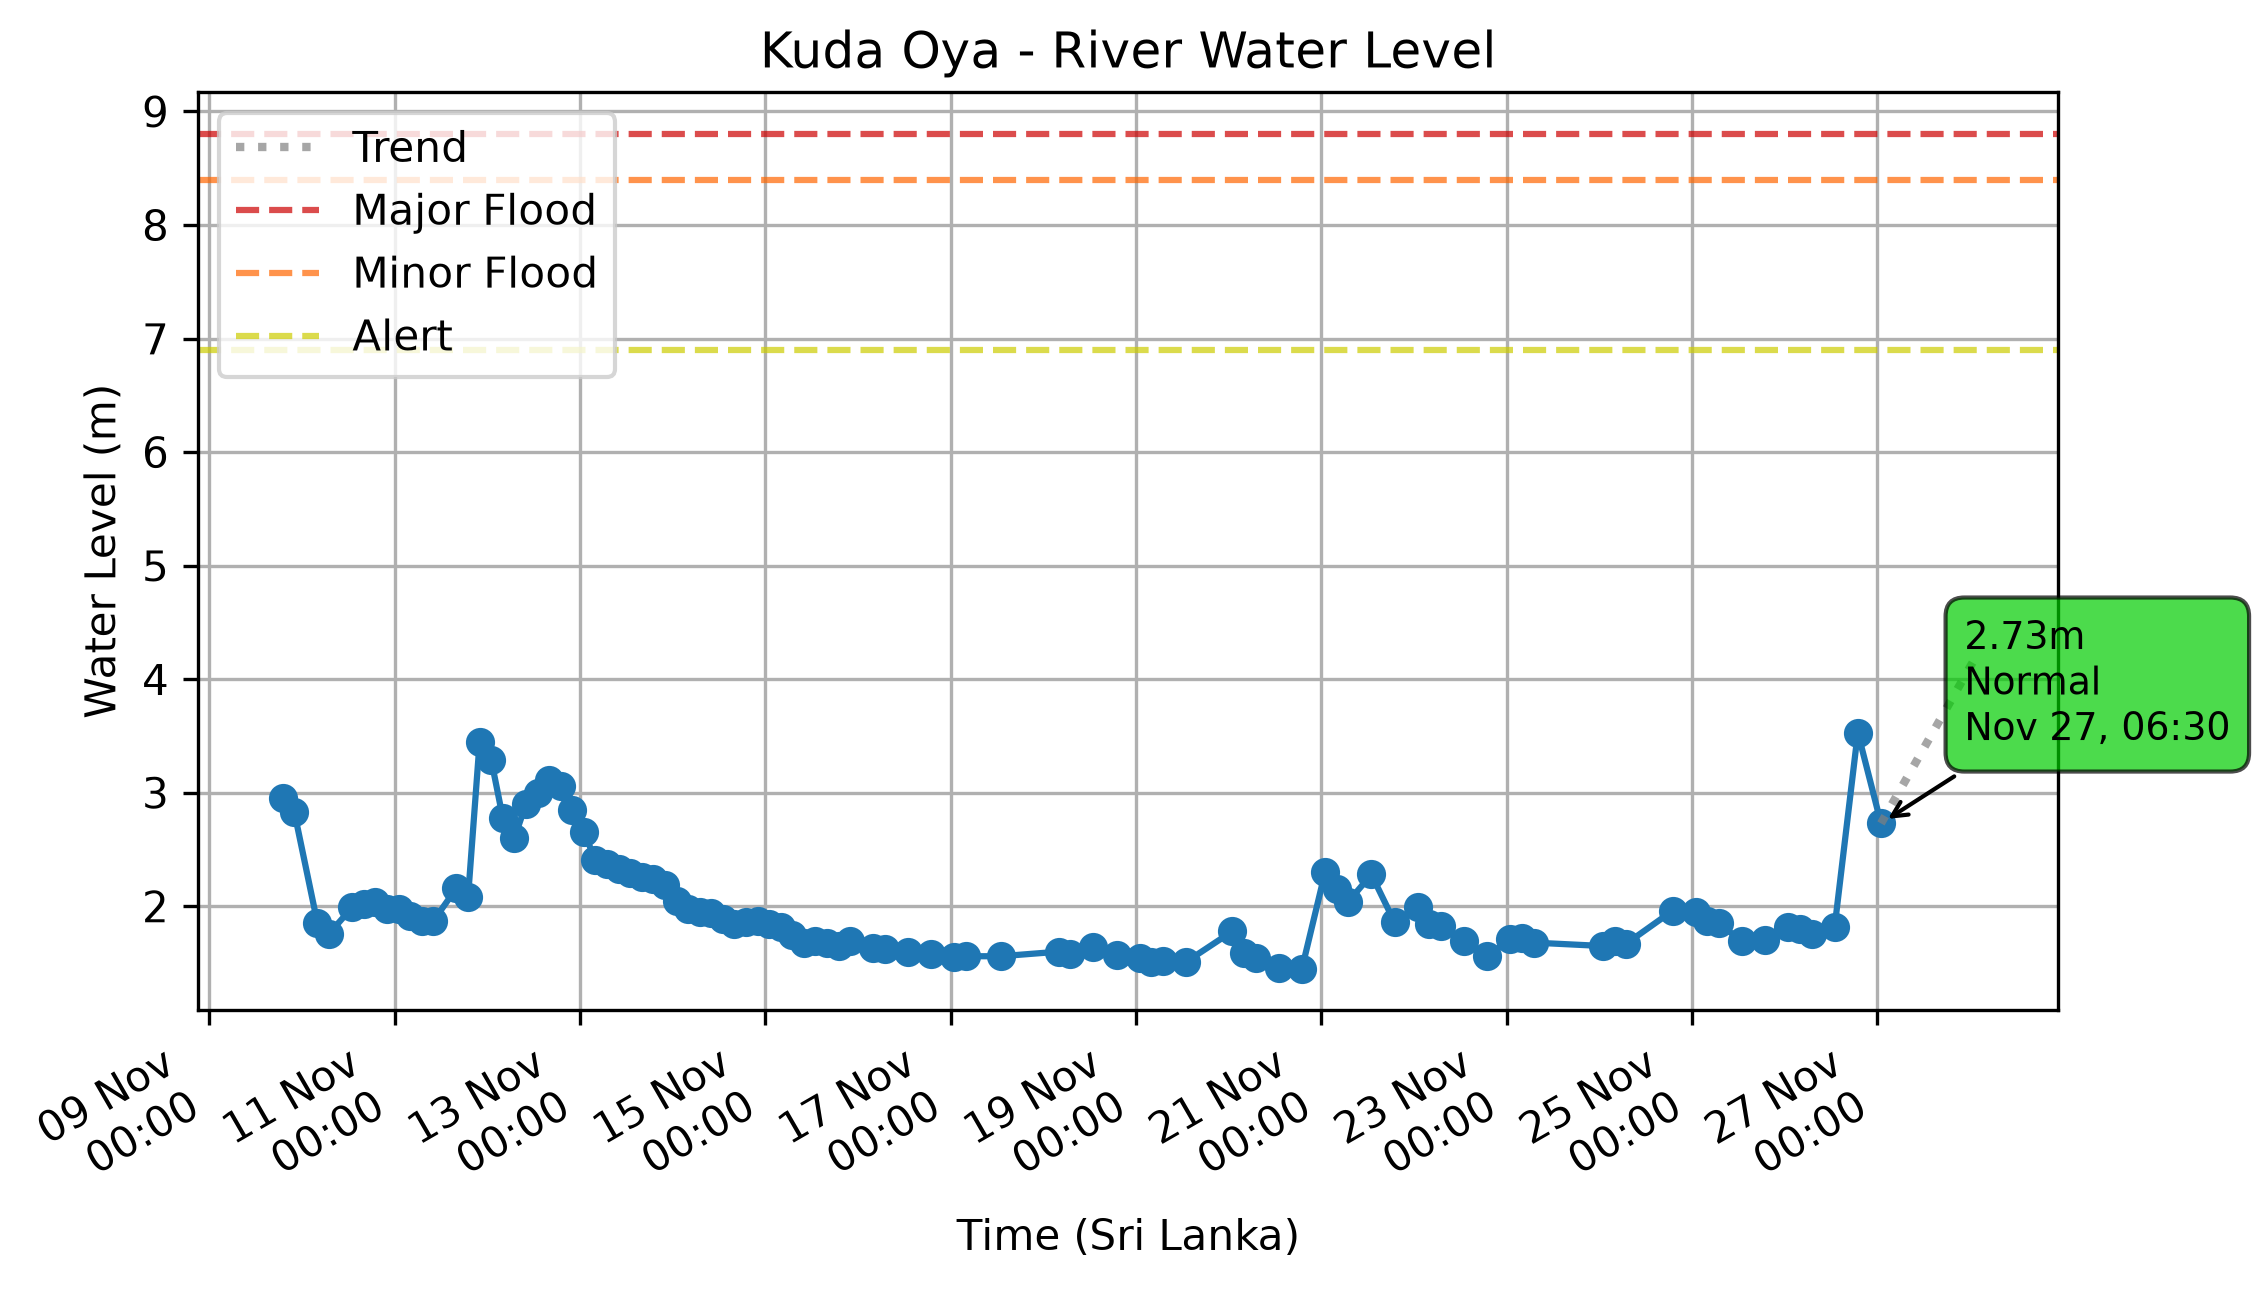 Kuda Oya - River Water Level
Trend
Major Flood
Minor Flood
Alert
9
8
7
6
5
4
3
2
Water Level (m)
2.73m
Normal
Nov 27, 06:30
09 Nov
00:00
11 Nov
00:00
13 Nov
00:00
15 Nov
00:00
17 Nov
00:00
19 Nov
00:00
21 Nov
00:00
23 Nov
00:00
25 Nov
00:00
27 Nov
00:00
Time (Sri Lanka)